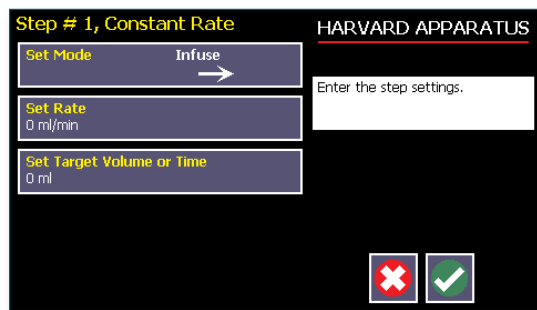 Step # 1, Constant Rate
HARVARD APPARATUS
Set Mode Infuse
Set Rate
0 ml/min
Set Target Volume or Time
0 ml
Enter the step settings.